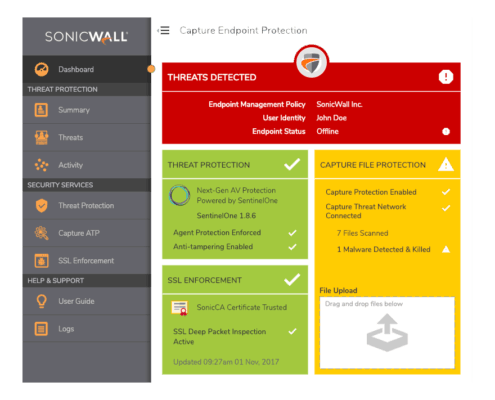 SONICWALL
Dashboard
THREAT PROTECTION
Summary
Threats
Activity
SECURITY SERVICES
Threat Protection
Capture ATP
SSL Enforcement
HELP & SUPPORT
User Guide
Logs
Capture Endpoint Protection
THREATS DETECTED
Endpoint Management Policy SonicWall Inc.
User Identity John Doe
Endpoint Status Offline
THREAT PROTECTION
Next-Gen AV Protection
Powered by SentinelOne
SentinelOne 1.8.6
Agent Protection Enforced
Anti-tampering Enabled
SSL ENFORCEMENT
SonicCA Certificate Trusted
SSL Deep Packet Inspection
Active
Updated 09:27am 01 Nov, 2017
CAPTURE FILE PROTECTION
Capture Protection Enabled
Capture Threat Network
Connected
7 Files Scanned
1 Malware Detected & Killed
File Upload
Drag and drop files below